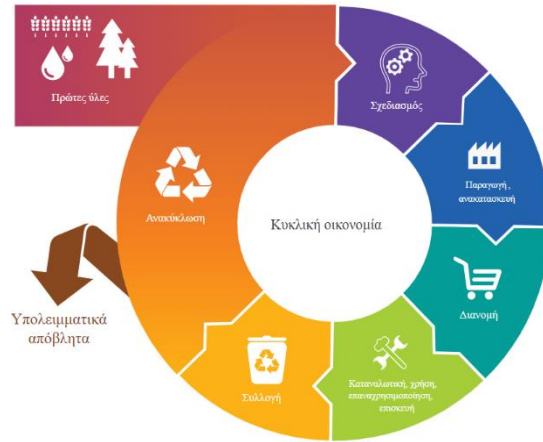 Πρώτες ύλες
Σχεδιασμός
Παραγωγή,
ανακατασκευή
Διανομή
Καταναλωτική, χρήση,
επαναχρησιμοποίηση,
επισκευή
Συλλογή
Ανακύκλωση
Υπολειμματικά
απόβλητα
Κυκλική οικονομία